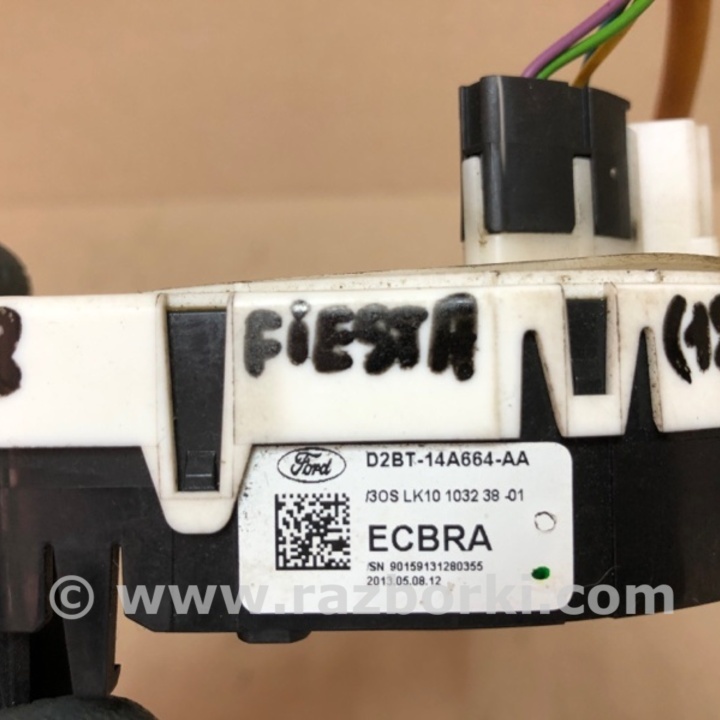 FiESTA
Ford
D2BT-14A664-AA
/3OS LK10 1032 38 -01
ECBRA
/SN 90159131280355
2013.05.08.12
© www.razborki.com